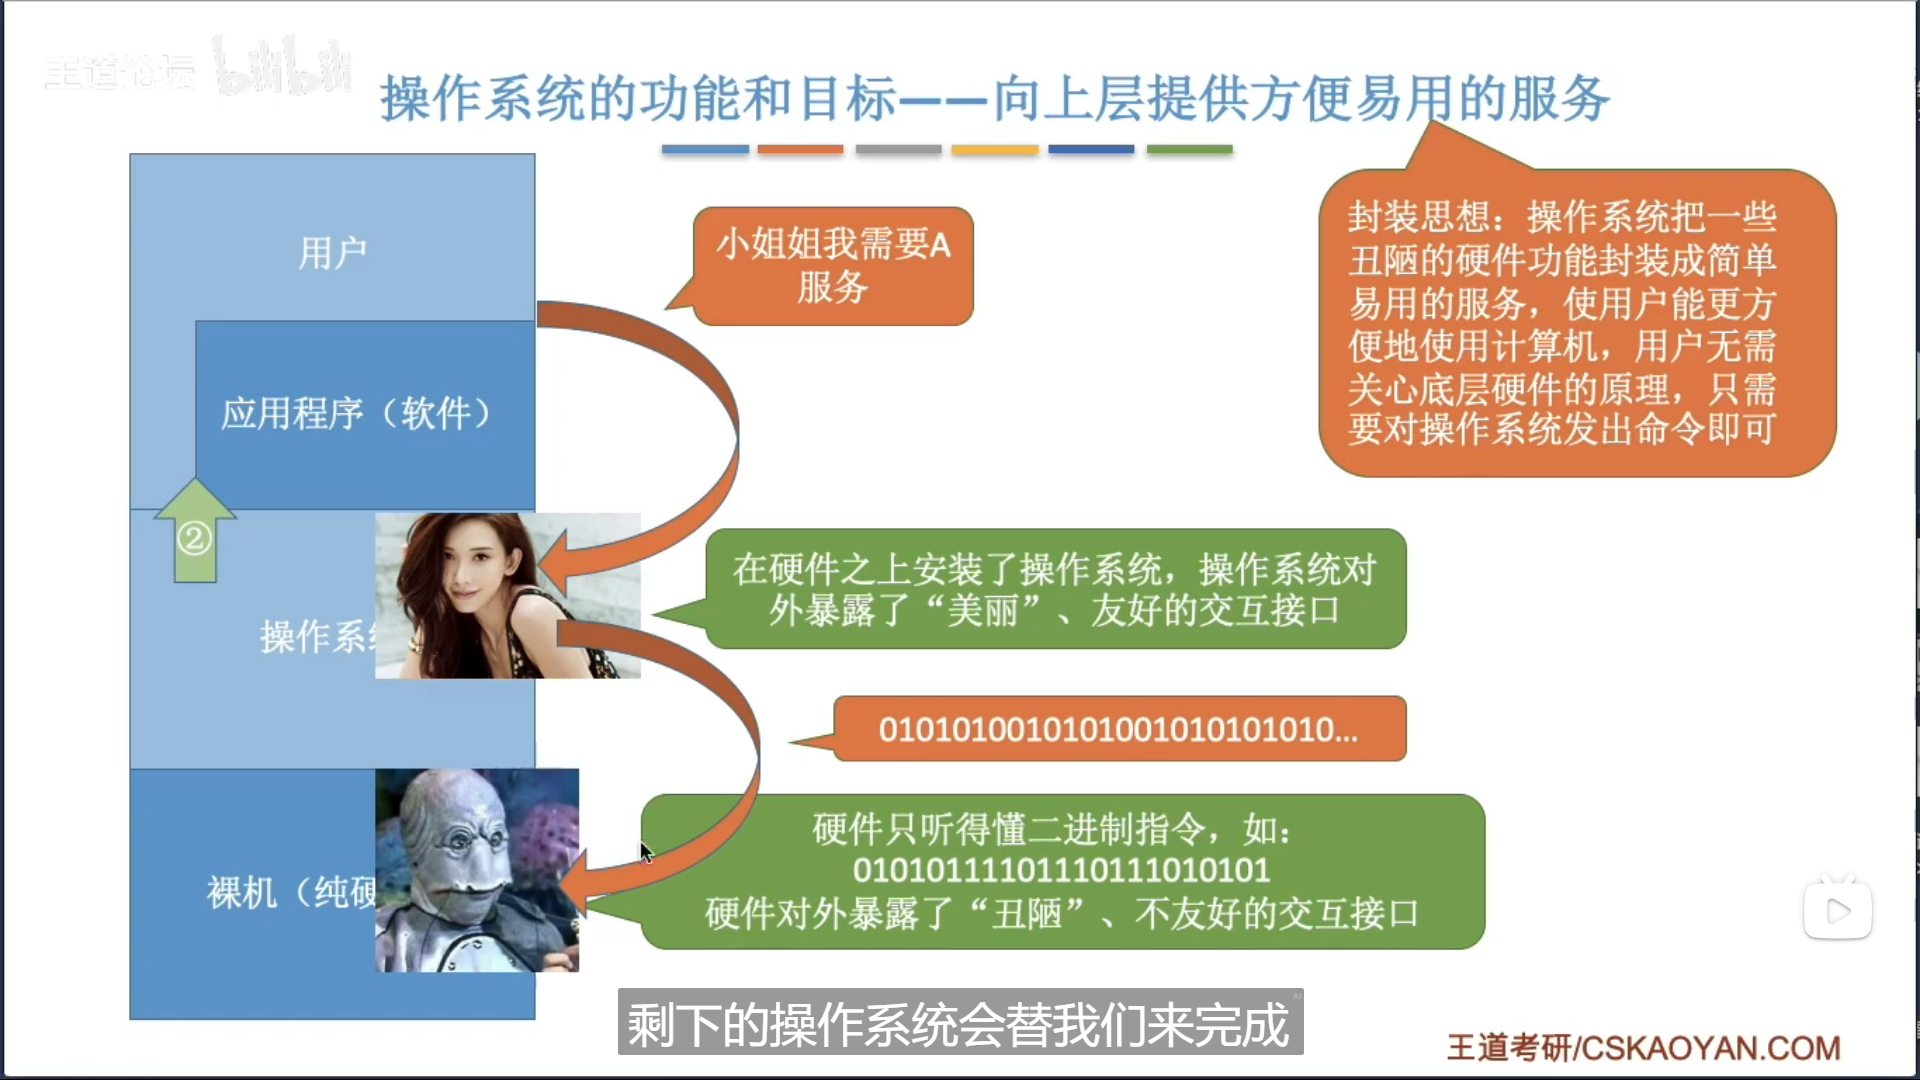 王道论坛 bilibili
操作系统的功能和目标——向上层提供方便易用的服务
用户
应用程序（软件）
②
操作系
裸机（纯硬
小姐姐我需要A
服务
封装思想：操作系统把一些
丑陋的硬件功能封装成简单
易用的服务，使用户能更方
便地使用计算机，用户无需
关心底层硬件的原理，只需
要对操作系统发出命令即可
在硬件之上安装了操作系统，操作系统对
外暴露了“美丽”、友好的交互接口
0101010010101001010101010...
硬件只听得懂二进制指令，如：
01010111101110111010101
硬件对外暴露了“丑陋”、不友好的交互接口
剩下的操作系统会替我们来完成
AI
王道考研/CSKAOYAN.COM